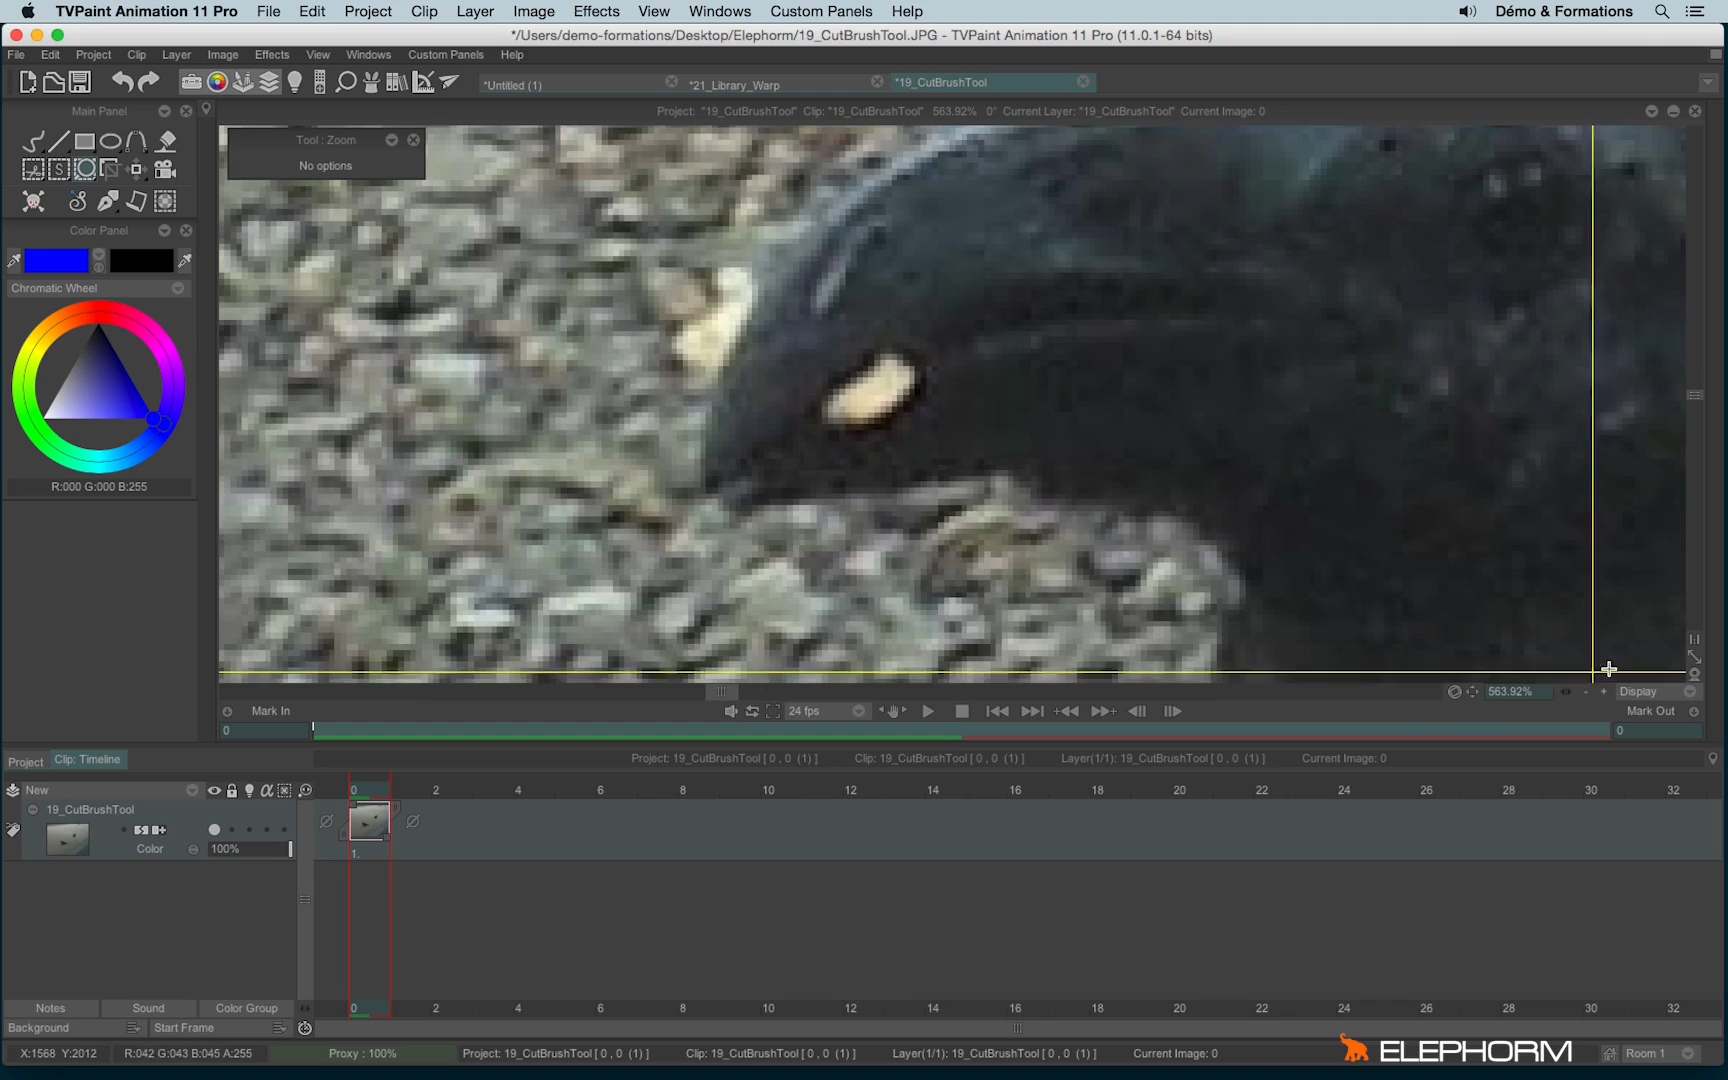 TVPaint Animation 11 Pro File Edit Project Clip Layer Image Effects View Windows Custom Panels Help Démo & Formations
*/Users/demo-formations/Desktop/Elephorm/19_CutBrushTool.JPG - TVPaint Animation 11 Pro (11.0.1-64 bits)
File Edit Project Clip Layer Image Effects View Windows Custom Panels Help
*Untitled (1) *21_Library_Warp *19_CutBrushTool
Main Panel Project: "19_CutBrushTool" Clip: "19_CutBrushTool" 563.92% 0° Current Layer: "19_CutBrushTool" Current Image: 0
Tool : Zoom
No options
Color Panel
Chromatic Wheel
R:000 G:000 B:255
563.92% - + Display
Mark In 24 fps Mark Out
0 0
Project Clip: Timeline Project: 19_CutBrushTool [ 0 , 0 (1) ] Clip: 19_CutBrushTool [ 0 , 0 (1) ] Layer(1/1): 19_CutBrushTool [ 0 , 0 (1) ] Current Image: 0
New 0 2 4 6 8 10 12 14 16 18 20 22 24 26 28 30 32
19_CutBrushTool
Color 100%
1.
Notes Sound Color Group 0 2 4 6 8 10 12 14 16 18 20 22 24 26 28 30 32
Background Start Frame
X:1568 Y:2012 R:042 G:043 B:045 A:255 Proxy : 100% Project: 19_CutBrushTool [ 0 , 0 (1) ] Clip: 19_CutBrushTool [ 0 , 0 (1) ] Layer(1/1): 19_CutBrushTool [ 0 , 0 (1) ] Current Image: 0 ELEPHORM Room 1